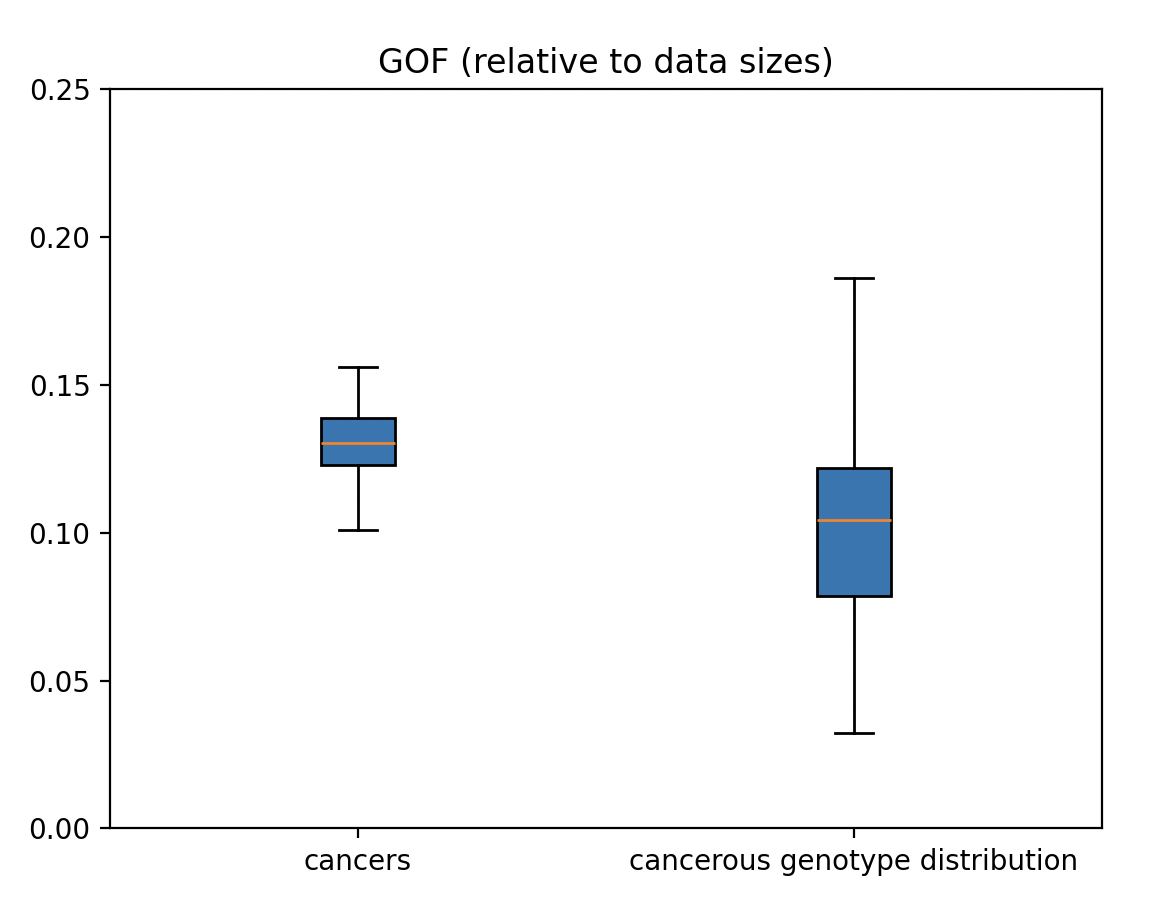 GOF (relative to data sizes)
0.25
0.20
0.15
0.10
0.05
0.00
cancers
cancerous genotype distribution